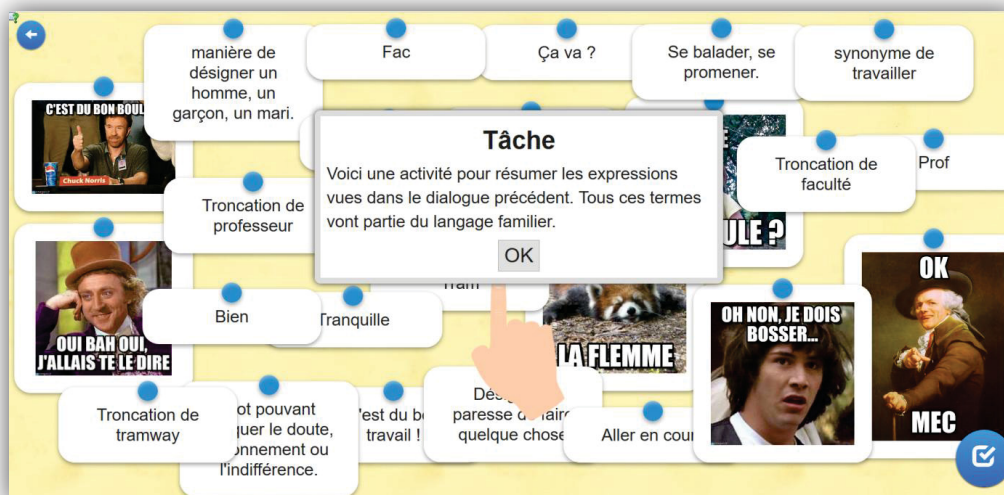 manière de
désigner un
homme, un
garçon, un mari.
Fac
Ça va ?
Se balader, se
promener.
synonyme de
travailler
C'EST DU BON BOUL
Chuck Norris
Tâche
Voici une activité pour résumer les expressions
vues dans le dialogue précédent. Tous ces termes
vont partie du langage familier.
OK
Troncation de
faculté
Prof
Troncation de
professeur
ULE ?
OUI BAH OUI,
J'ALLAIS TE LE DIRE
Bien
Tranquille
Tram
LA FLEMME
OH NON, JE DOIS
BOSSER...
OK
MEC
Troncation de
tramway
ot pouvant
quer le doute,
onnement ou
l'indifférence.
'est du bo
travail !
Dés
paresse d faire
quelque chose
Aller en cour